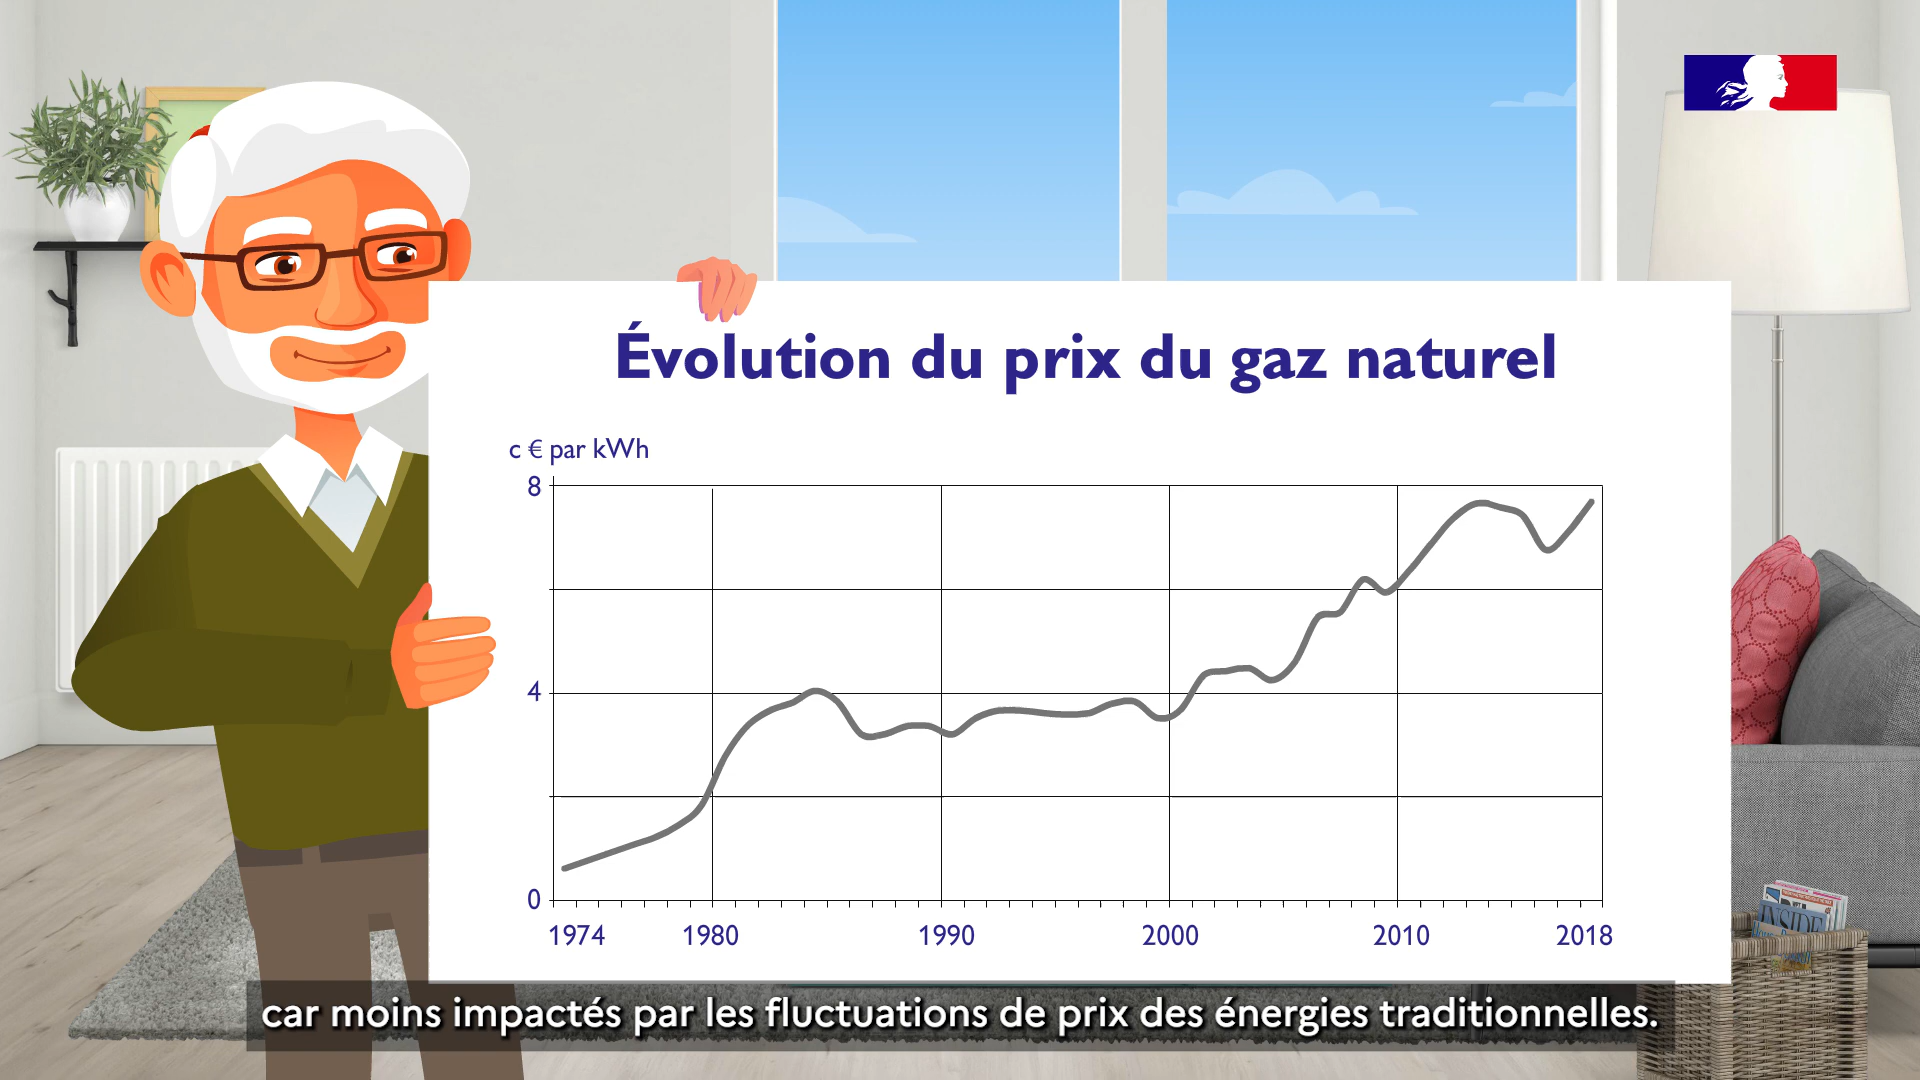 Évolution du prix du gaz naturel
c € par kWh
8
4
0
1974 1980 1990 2000 2010 2018
INSIDE
car moins impactés par les fluctuations de prix des énergies traditionnelles.